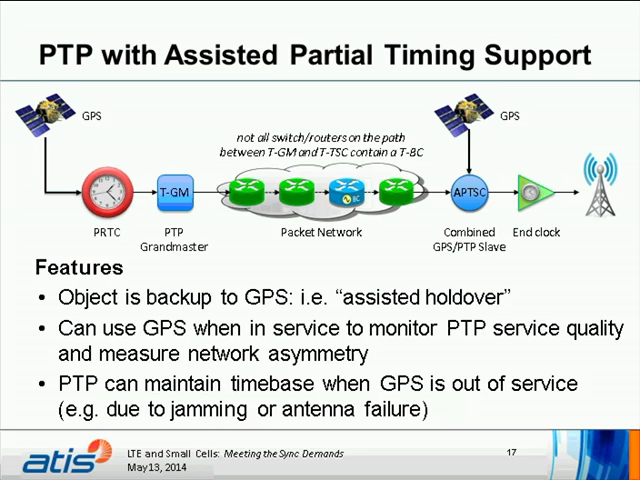 PTP with Assisted Partial Timing Support
GPS
GPS
not all switch/routers on the path
between T-GM and T-TSC contain a T-BC
T-GM
BC
APTSC
PRTC
PTP
Grandmaster
Packet Network
Combined
GPS/PTP Slave
End clock
Features
• Object is backup to GPS: i.e. “assisted holdover”
• Can use GPS when in service to monitor PTP service quality
and measure network asymmetry
• PTP can maintain timebase when GPS is out of service
(e.g. due to jamming or antenna failure)
atis
LTE and Small Cells: Meeting the Sync Demands
May13, 2014
17